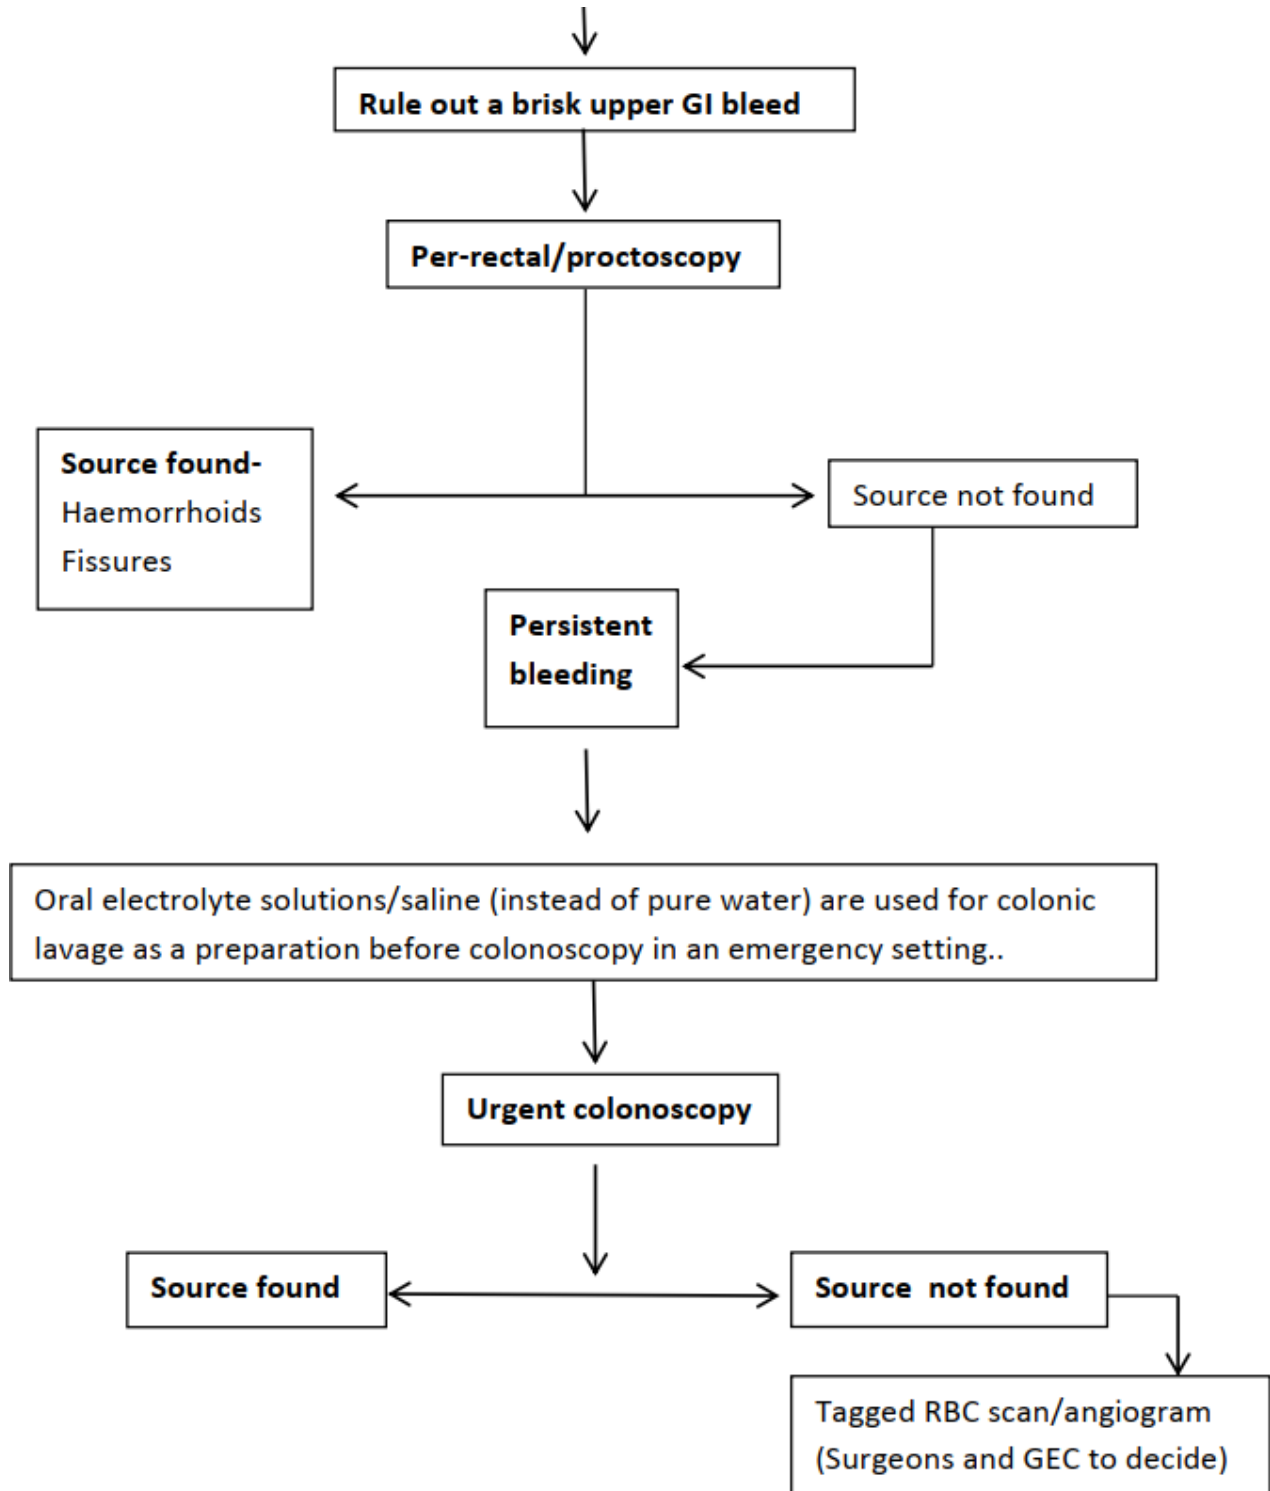 Rule out a brisk upper GI bleed
Per-rectal/proctoscopy
Source found-
Haemorrhoids
Fissures
Source not found
Persistent
bleeding
Oral electrolyte solutions/saline (instead of pure water) are used for colonic
lavage as a preparation before colonoscopy in an emergency setting..
Urgent colonoscopy
Source found
Source  not found
Tagged RBC scan/angiogram
(Surgeons and GEC to decide)